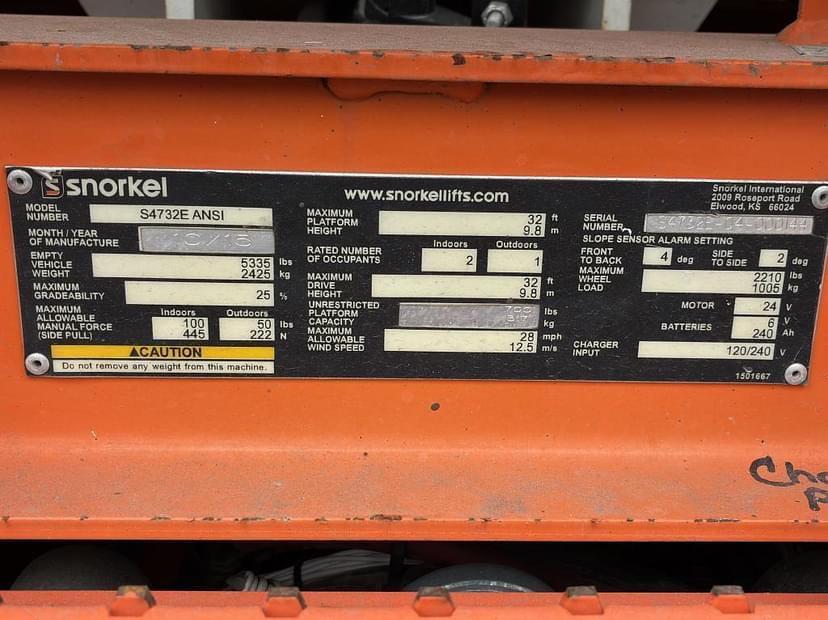 snorkel
www.snorkellifts.com
Snorkel International
2009 Roseport Road
Elwood, KS 66024
MODEL NUMBER S4732E ANSI
MONTH / YEAR OF MANUFACTURE 10/15
EMPTY VEHICLE WEIGHT 5335 lbs
2425 kg
MAXIMUM GRADEABILITY 25 %
MAXIMUM ALLOWABLE MANUAL FORCE (SIDE PULL)
Indoors Outdoors
100 50 lbs
445 222 N
CAUTION
Do not remove any weight from this machine.
MAXIMUM PLATFORM HEIGHT 32 ft
9.8 m
RATED NUMBER OF OCCUPANTS
Indoors Outdoors
2 1
MAXIMUM DRIVE HEIGHT 32 ft
9.8 m
UNRESTRICTED PLATFORM CAPACITY 700 lbs
317 kg
MAXIMUM ALLOWABLE WIND SPEED 28 mph
12.5 m/s
SERIAL NUMBER
SLOPE SENSOR ALARM SETTING
FRONT TO BACK 4 deg SIDE TO SIDE 2 deg
MAXIMUM WHEEL LOAD 2210 lbs
1005 kg
MOTOR 24 V
BATTERIES 6 V
240 Ah
CHARGER INPUT 120/240 V
1501667